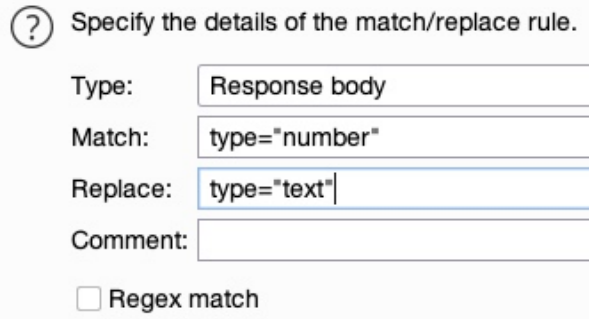 Specify the details of the match/replace rule.
Type: Response body
Match: type="number"
Replace: type="text"
Comment:
Regex match